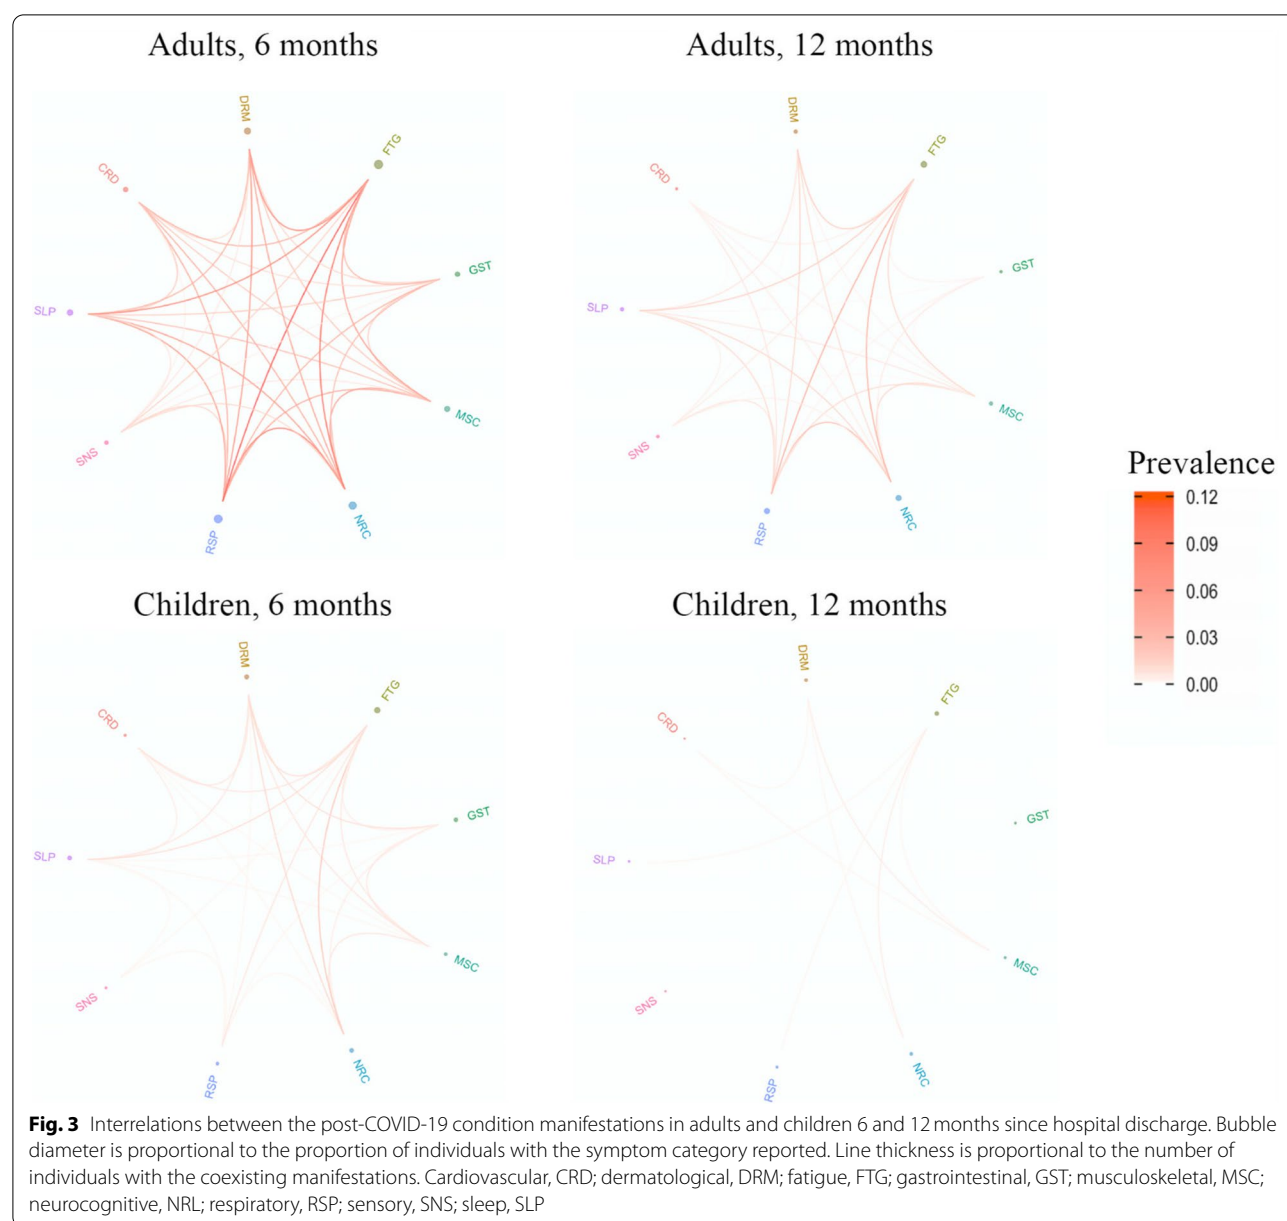 Adults, 6 months
Adults, 12 months
DRM
FTG
CRD
GST
SLP
MSC
SNS
NRC
RSP
DRM
FTG
CRD
GST
SLP
MSC
SNS
NRC
RSP
Prevalence
0.12
0.09
0.06
0.03
0.00
Children, 6 months
Children, 12 months
DRM
FTG
CRD
GST
SLP
MSC
SNS
NRC
RSP
DRM
FTG
CRD
GST
SLP
MSC
SNS
NRC
RSP
Fig. 3 Interrelations between the post-COVID-19 condition manifestations in adults and children 6 and 12 months since hospital discharge. Bubble
diameter is proportional to the proportion of individuals with the symptom category reported. Line thickness is proportional to the number of
individuals with the coexisting manifestations. Cardiovascular, CRD; dermatological, DRM; fatigue, FTG; gastrointestinal, GST; musculoskeletal, MSC;
neurocognitive, NRL; respiratory, RSP; sensory, SNS; sleep, SLP